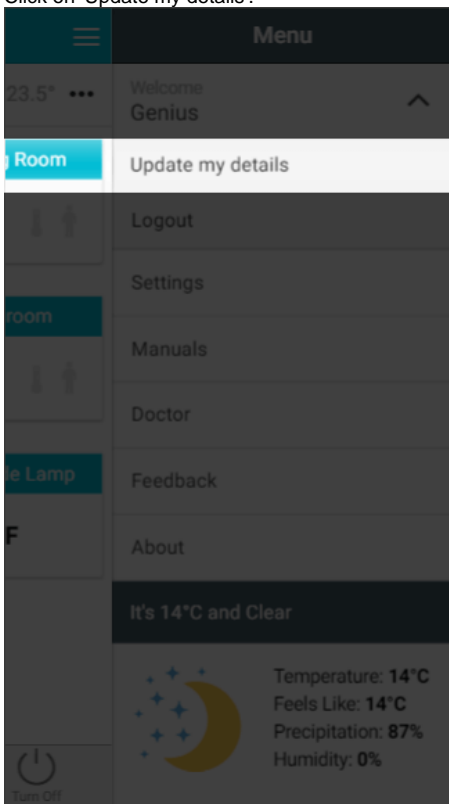 Click on 'Update my details'.
Menu
23.5°
Welcome
Genius
g Room
Update my details
Logout
Settings
room
Manuals
Doctor
le Lamp
Feedback
F
About
It's 14°C and Clear
Temperature: 14°C
Feels Like: 14°C
Precipitation: 87%
Humidity: 0%
Turn Off